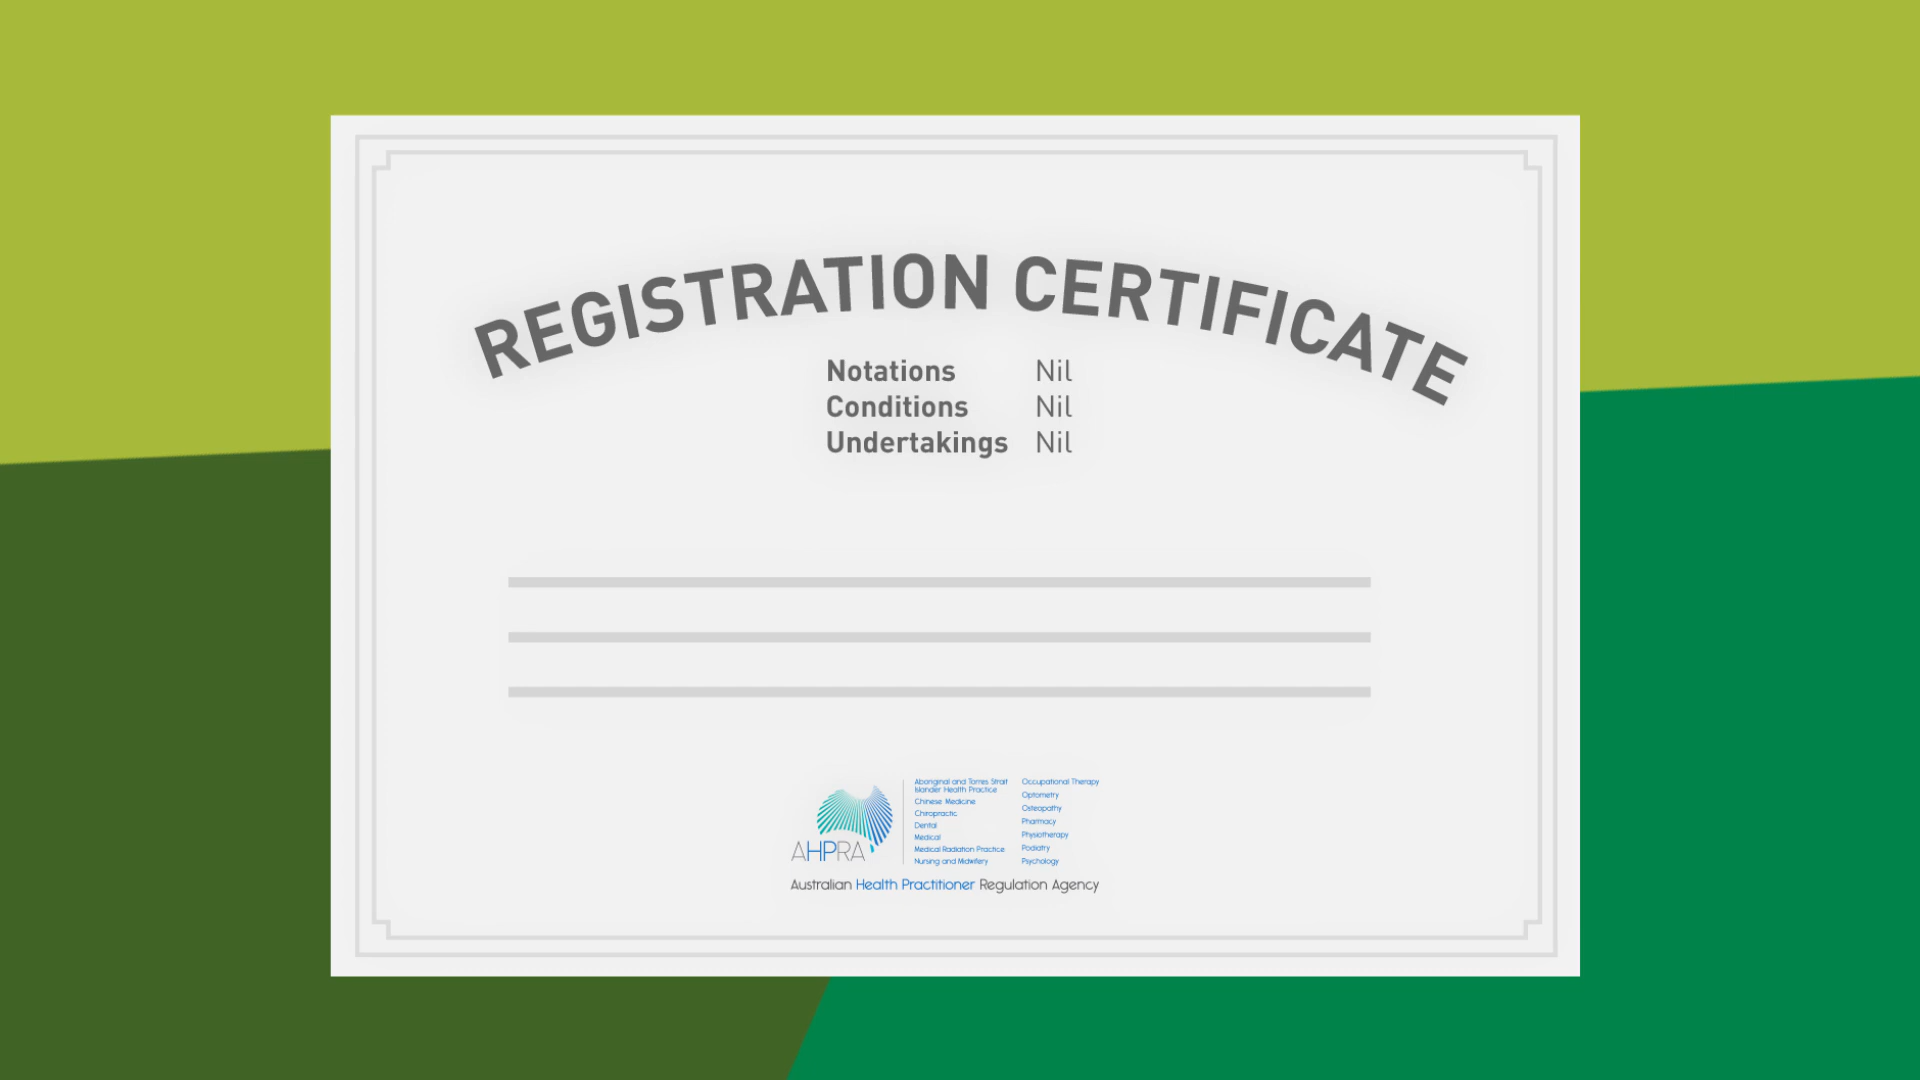 REGISTRATION CERTIFICATE
Notations Nil
Conditions Nil
Undertakings Nil
Aboriginal and Torres Strait
Islander Health Practice
Chinese Medicine
Chiropractic
Dental
Medical
Medical Radiation Practice
Nursing and Midwifery
Occupational Therapy
Optometry
Osteopathy
Pharmacy
Physiotherapy
Podiatry
Psychology
AHPRA
Australian Health Practitioner Regulation Agency